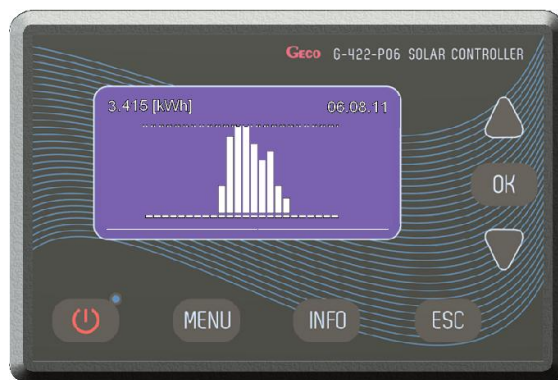 GECO G-422-P06 SOLAR CONTROLLER
3.415 [kWh] 06.08.11
OK
MENU INFO ESC